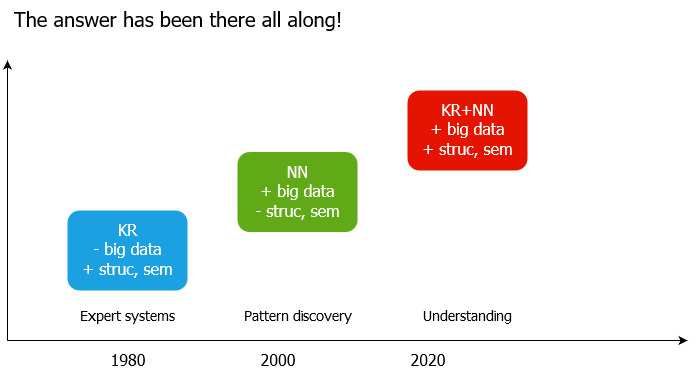 The answer has been there all along!
KR+NN
+ big data
+ struc, sem
NN
+ big data
- struc, sem
KR
- big data
+ struc, sem
Expert systems
Pattern discovery
Understanding
1980
2000
2020